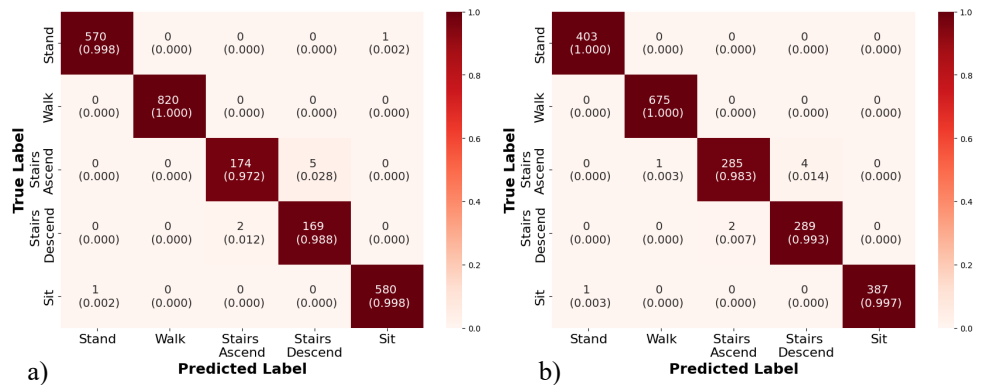 True Label
Stand
Walk
Stairs
Ascend
Stairs
Descend
Sit
570 0 0 0 1
(0.998) (0.000) (0.000) (0.000) (0.002)
0 820 0 0 0
(0.000) (1.000) (0.000) (0.000) (0.000)
0 0 174 5 0
(0.000) (0.000) (0.972) (0.028) (0.000)
0 0 2 169 0
(0.000) (0.000) (0.012) (0.988) (0.000)
1 0 0 0 580
(0.002) (0.000) (0.000) (0.000) (0.998)
Stand Walk Stairs Stairs Sit
Ascend Descend
Predicted Label
1.0
0.8
0.6
0.4
0.2
0.0
a)
True Label
Stand
Walk
Stairs
Ascend
Stairs
Descend
Sit
403 0 0 0 0
(1.000) (0.000) (0.000) (0.000) (0.000)
0 675 0 0 0
(0.000) (1.000) (0.000) (0.000) (0.000)
0 1 285 4 0
(0.000) (0.003) (0.983) (0.014) (0.000)
0 0 2 289 0
(0.000) (0.000) (0.007) (0.993) (0.000)
1 0 0 0 387
(0.003) (0.000) (0.000) (0.000) (0.997)
Stand Walk Stairs Stairs Sit
Ascend Descend
Predicted Label
1.0
0.8
0.6
0.4
0.2
0.0
b)